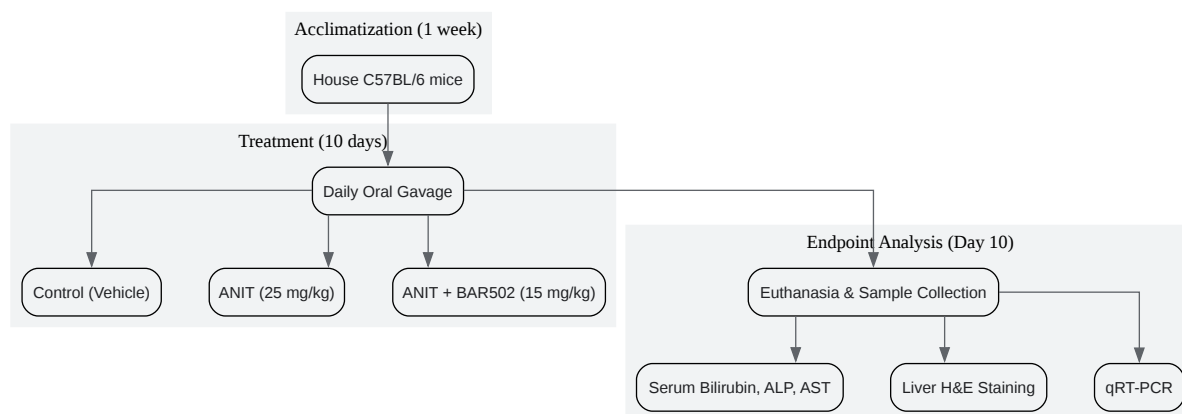 Acclimatization (1 week)
House C57BL/6 mice
Treatment (10 days)
Daily Oral Gavage
Control (Vehicle)
ANIT (25 mg/kg)
ANIT + BAR502 (15 mg/kg)
Endpoint Analysis (Day 10)
Euthanasia & Sample Collection
Serum Bilirubin, ALP, AST
Liver H&E Staining
qRT-PCR